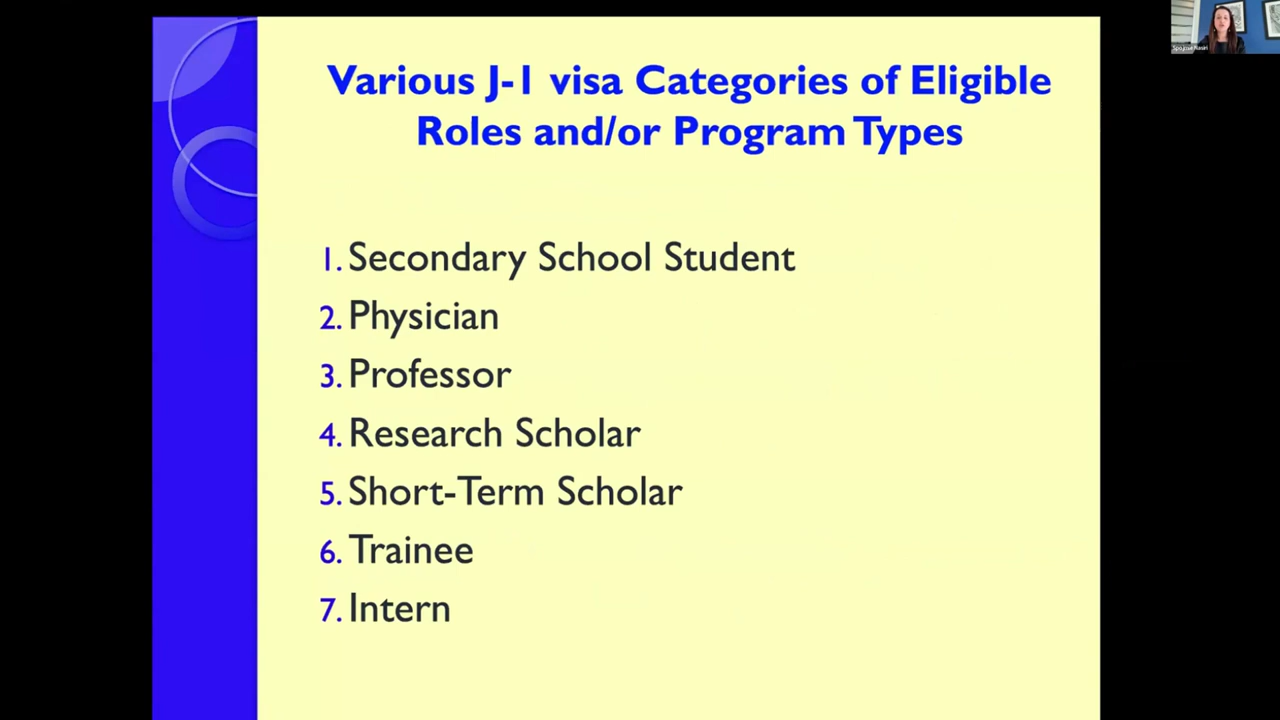 Various J-1 visa Categories of Eligible
Roles and/or Program Types
1. Secondary School Student
2. Physician
3. Professor
4. Research Scholar
5. Short-Term Scholar
6. Trainee
7. Intern